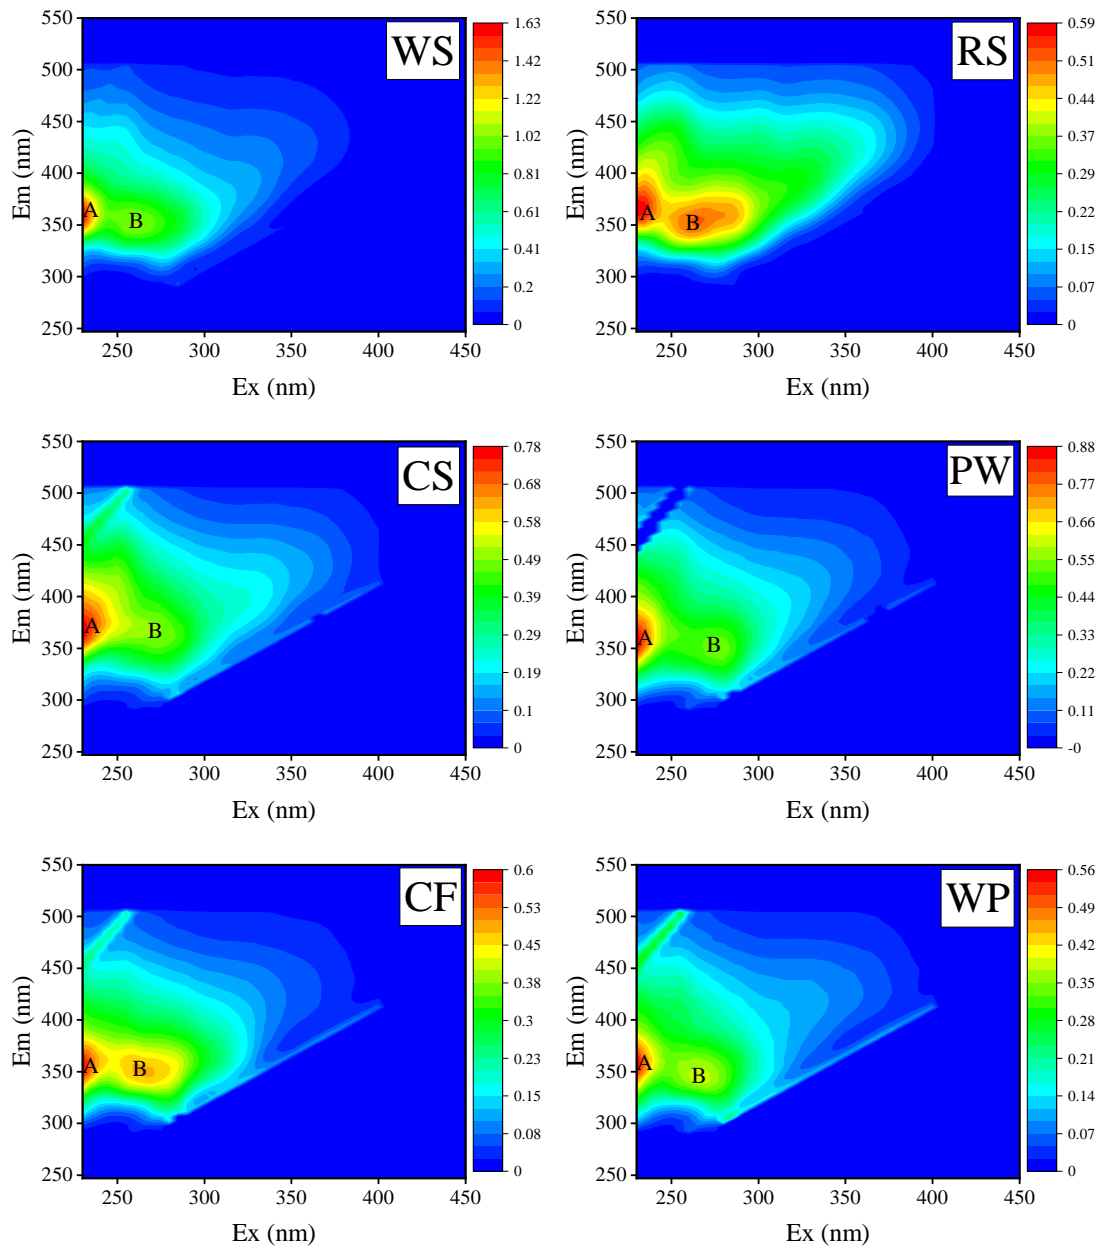 WS
Em (nm)
550
500
450
400
350
300
250
A
B
250 300 350 400 450
Ex (nm)
1.63
1.42
1.22
1.02
0.81
0.61
0.41
0.2
0
RS
Em (nm)
550
500
450
400
350
300
250
A
B
250 300 350 400 450
Ex (nm)
0.59
0.51
0.44
0.37
0.29
0.22
0.15
0.07
0
CS
Em (nm)
550
500
450
400
350
300
250
A
B
250 300 350 400 450
Ex (nm)
0.78
0.68
0.58
0.49
0.39
0.29
0.19
0.1
0
PW
Em (nm)
550
500
450
400
350
300
250
A
B
250 300 350 400 450
Ex (nm)
0.88
0.77
0.66
0.55
0.44
0.33
0.22
0.11
-0
CF
Em (nm)
550
500
450
400
350
300
250
A
B
250 300 350 400 450
Ex (nm)
0.6
0.53
0.45
0.38
0.3
0.23
0.15
0.08
0
WP
Em (nm)
550
500
450
400
350
300
250
A
B
250 300 350 400 450
Ex (nm)
0.56
0.49
0.42
0.35
0.28
0.21
0.14
0.07
0